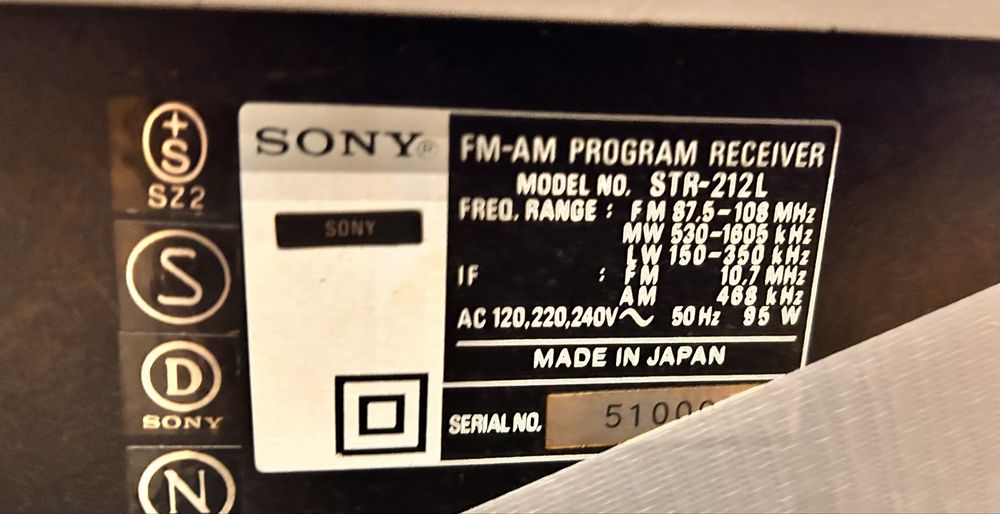 +S
SZ2
S
D
SONY
N
SONY®
SONY
FM-AM PROGRAM RECEIVER
MODEL NO. STR-212L
FREQ. RANGE : FM 87.5-108 MHz
MW 530-1605 kHz
LW 150-350 kHz
IF : FM 10.7 MHz
AM 468 kHz
AC 120,220,240V~ 50Hz 95 W
MADE IN JAPAN
SERIAL NO. 5100